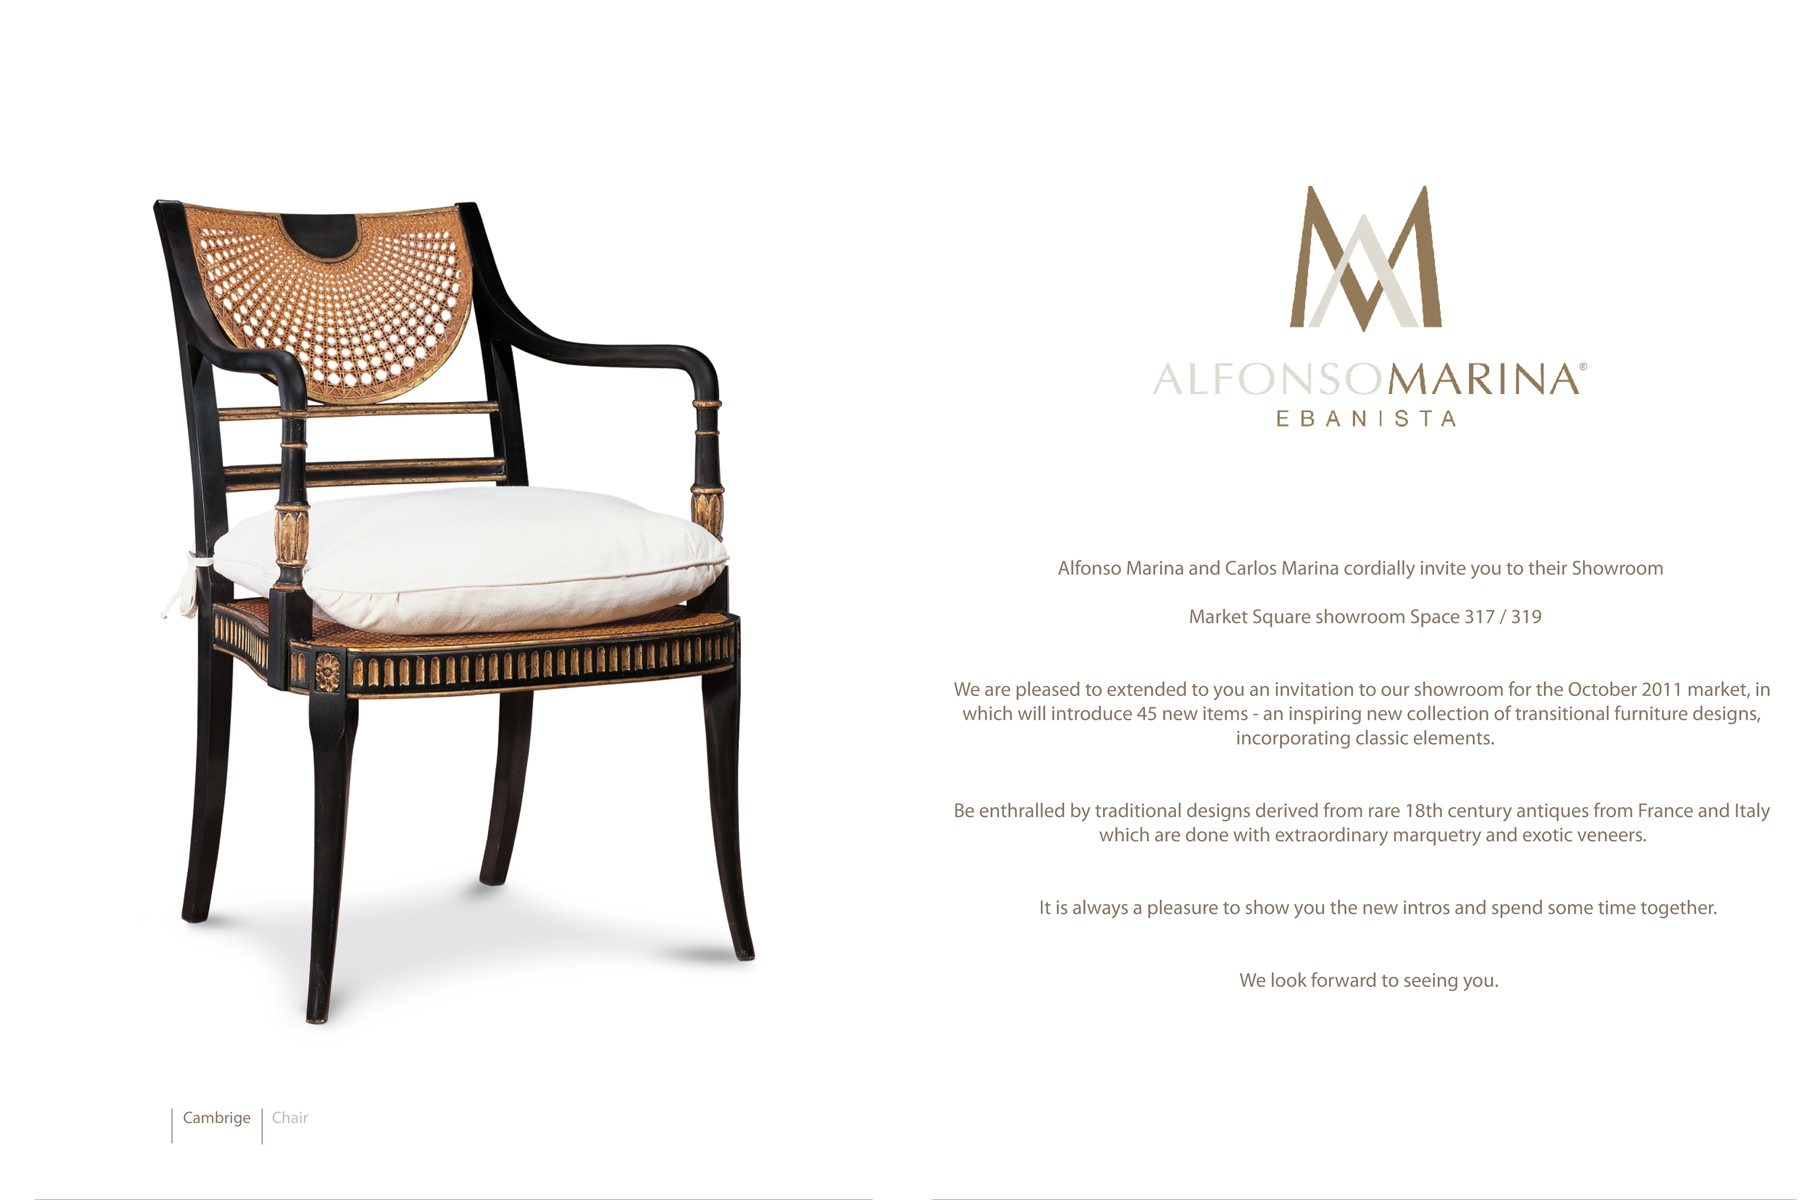 ALFONSOMARINA®
EBANISTA
Alfonso Marina and Carlos Marina cordially invite you to their Showroom
Market Square showroom Space 317 / 319
We are pleased to extended to you an invitation to our showroom for the October 2011 market, in
which will introduce 45 new items - an inspiring new collection of transitional furniture designs,
incorporating classic elements.
Be enthralled by traditional designs derived from rare 18th century antiques from France and Italy
which are done with extraordinary marquetry and exotic veneers.
It is always a pleasure to show you the new intros and spend some time together.
We look forward to seeing you.
Cambrige Chair